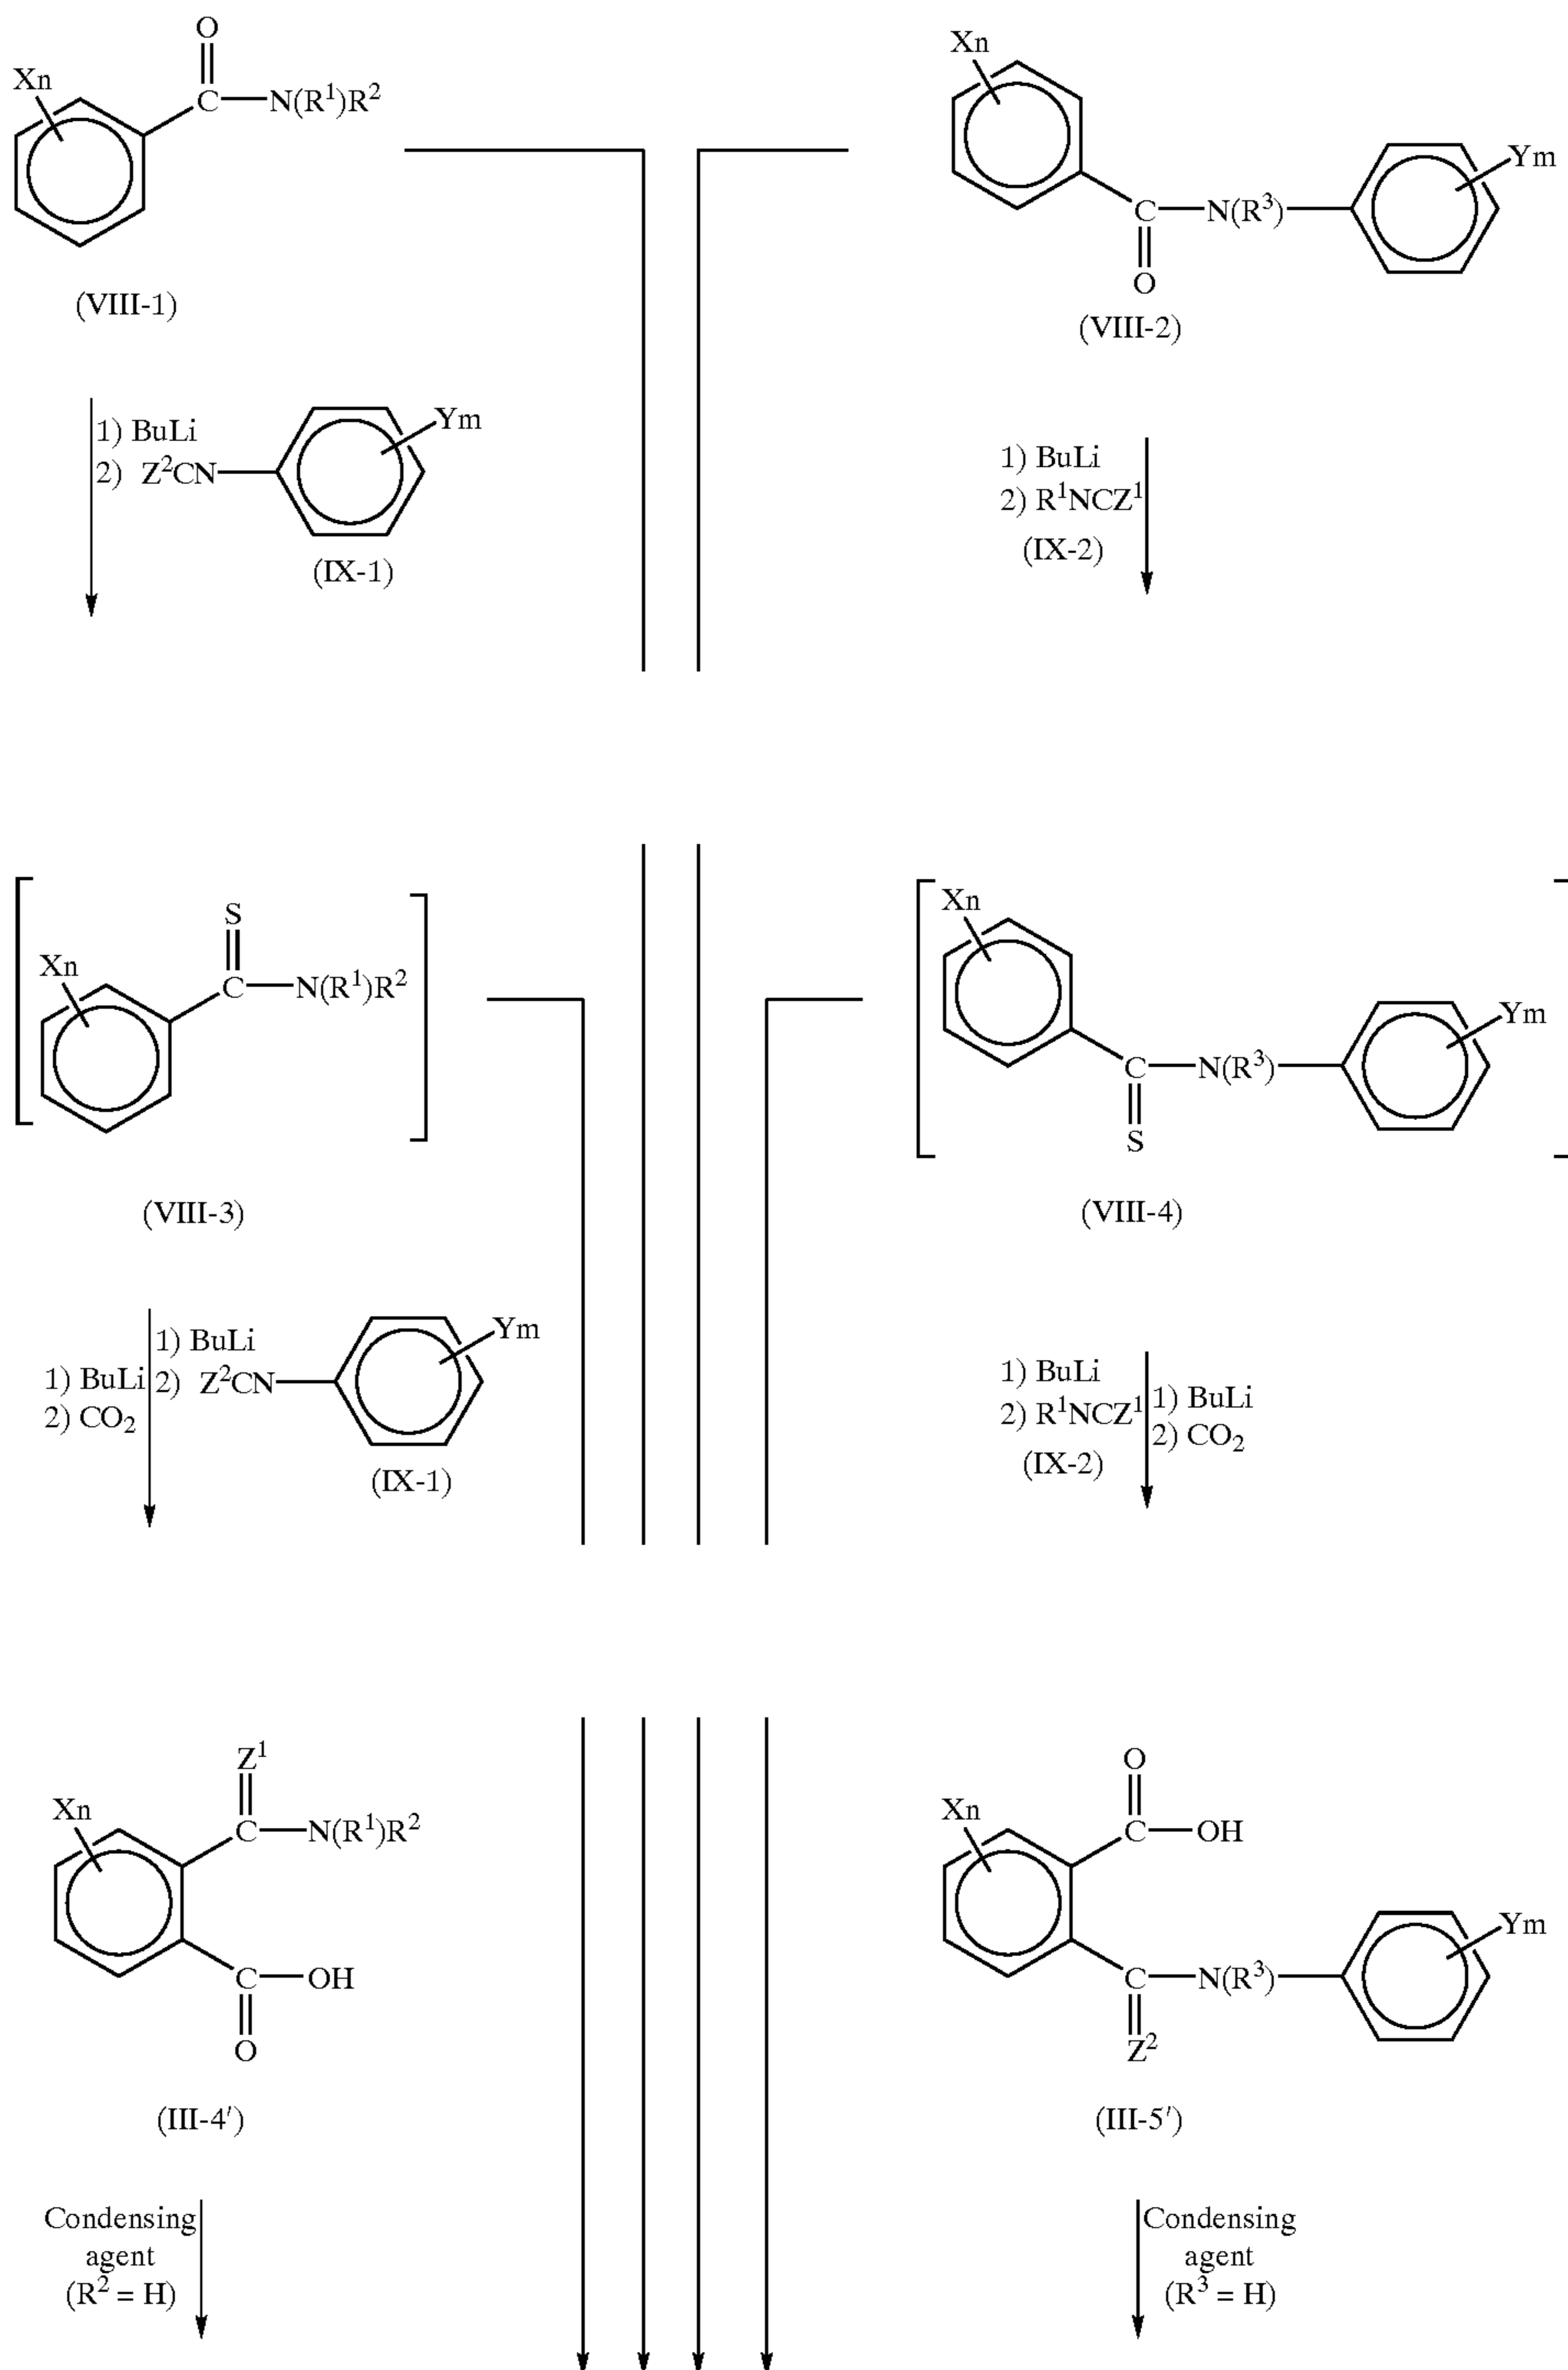 O
Xn
C—N(R¹)R²
(VIII-1)
Xn
Ym
C—N(R³)
O
(VIII-2)
1) BuLi
2) Z²CN
Ym
(IX-1)
1) BuLi
2) R¹NCZ¹
(IX-2)
S
Xn
C—N(R¹)R²
(VIII-3)
Xn
Ym
C—N(R³)
S
(VIII-4)
1) BuLi
2) CO₂
1) BuLi
2) Z²CN
Ym
(IX-1)
1) BuLi
2) R¹NCZ¹
(IX-2)
1) BuLi
2) CO₂
Z¹
Xn
C—N(R¹)R²
C—OH
O
(III-4′)
O
Xn
C—OH
Ym
C—N(R³)
Z²
(III-5′)
Condensing
agent
(R² = H)
Condensing
agent
(R³ = H)